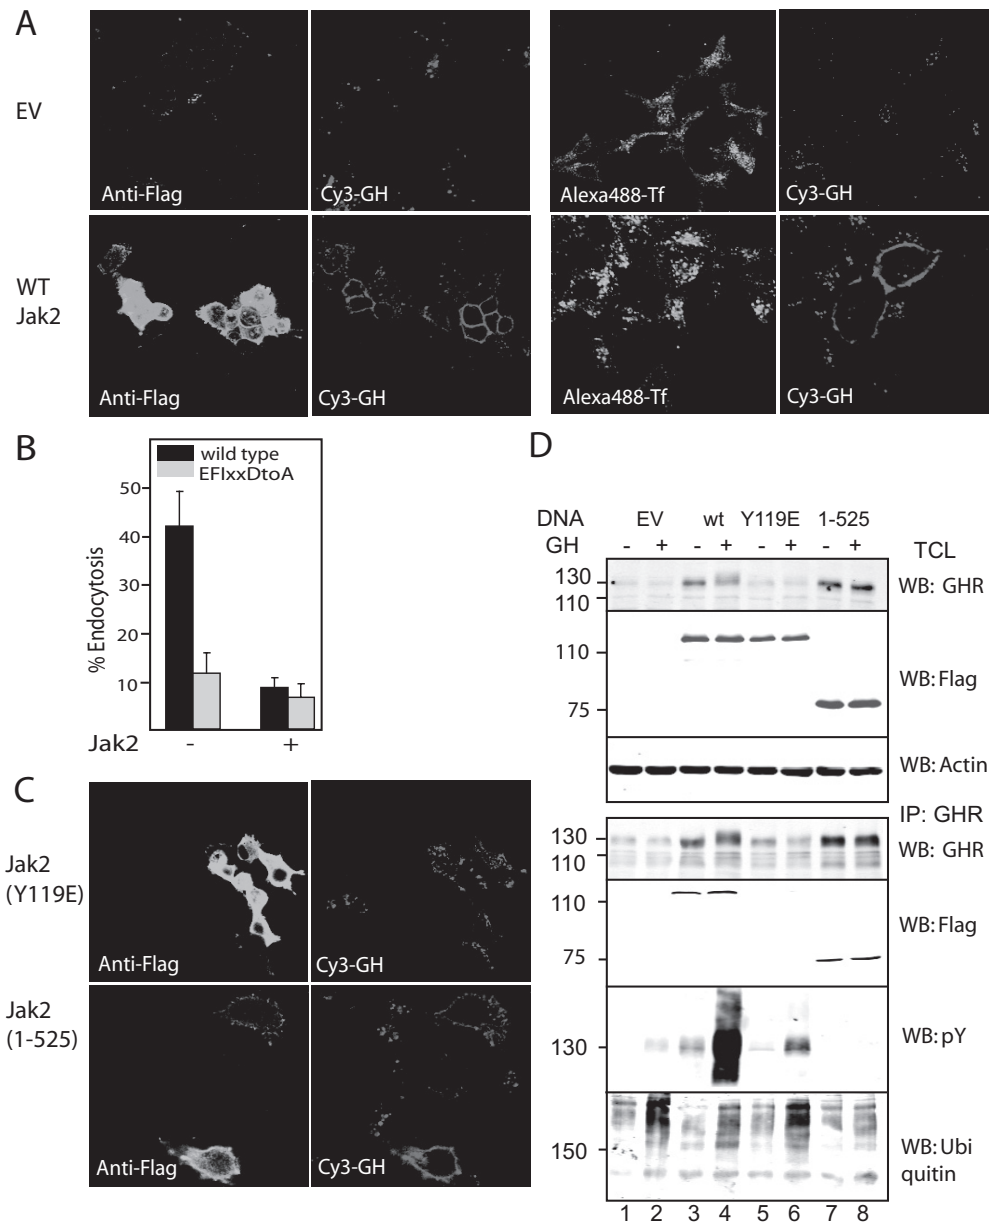 A
EV
Anti-Flag
Cy3-GH
Alexa488-Tf
Cy3-GH
WT
Jak2
Anti-Flag
Cy3-GH
Alexa488-Tf
Cy3-GH
B
wild type
EFIxxDtoA
% Endocytosis
50
40
30
20
10
Jak2 - +
C
Jak2
(Y119E)
Anti-Flag
Cy3-GH
Jak2
(1-525)
Anti-Flag
Cy3-GH
D
DNA EV wt Y119E 1-525
GH - + - + - + - + TCL
130
110
WB: GHR
110
75
WB: Flag
WB: Actin
IP: GHR
130
110
WB: GHR
110
75
WB: Flag
130
WB: pY
150
WB: Ubi
quitin
1 2 3 4 5 6 7 8